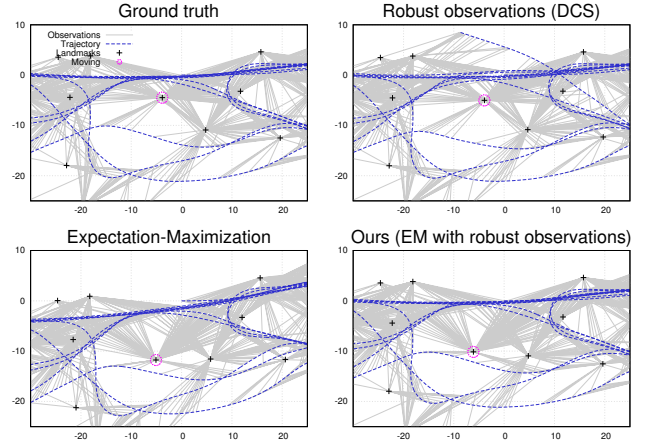 Ground truth
Robust observations (DCS)
Observations
Trajectory
Landmarks
Moving
10
0
-10
-20
-20 -10 0 10 20
10
0
-10
-20
-20 -10 0 10 20
Expectation-Maximization
Ours (EM with robust observations)
10
0
-10
-20
-20 -10 0 10 20
10
0
-10
-20
-20 -10 0 10 20